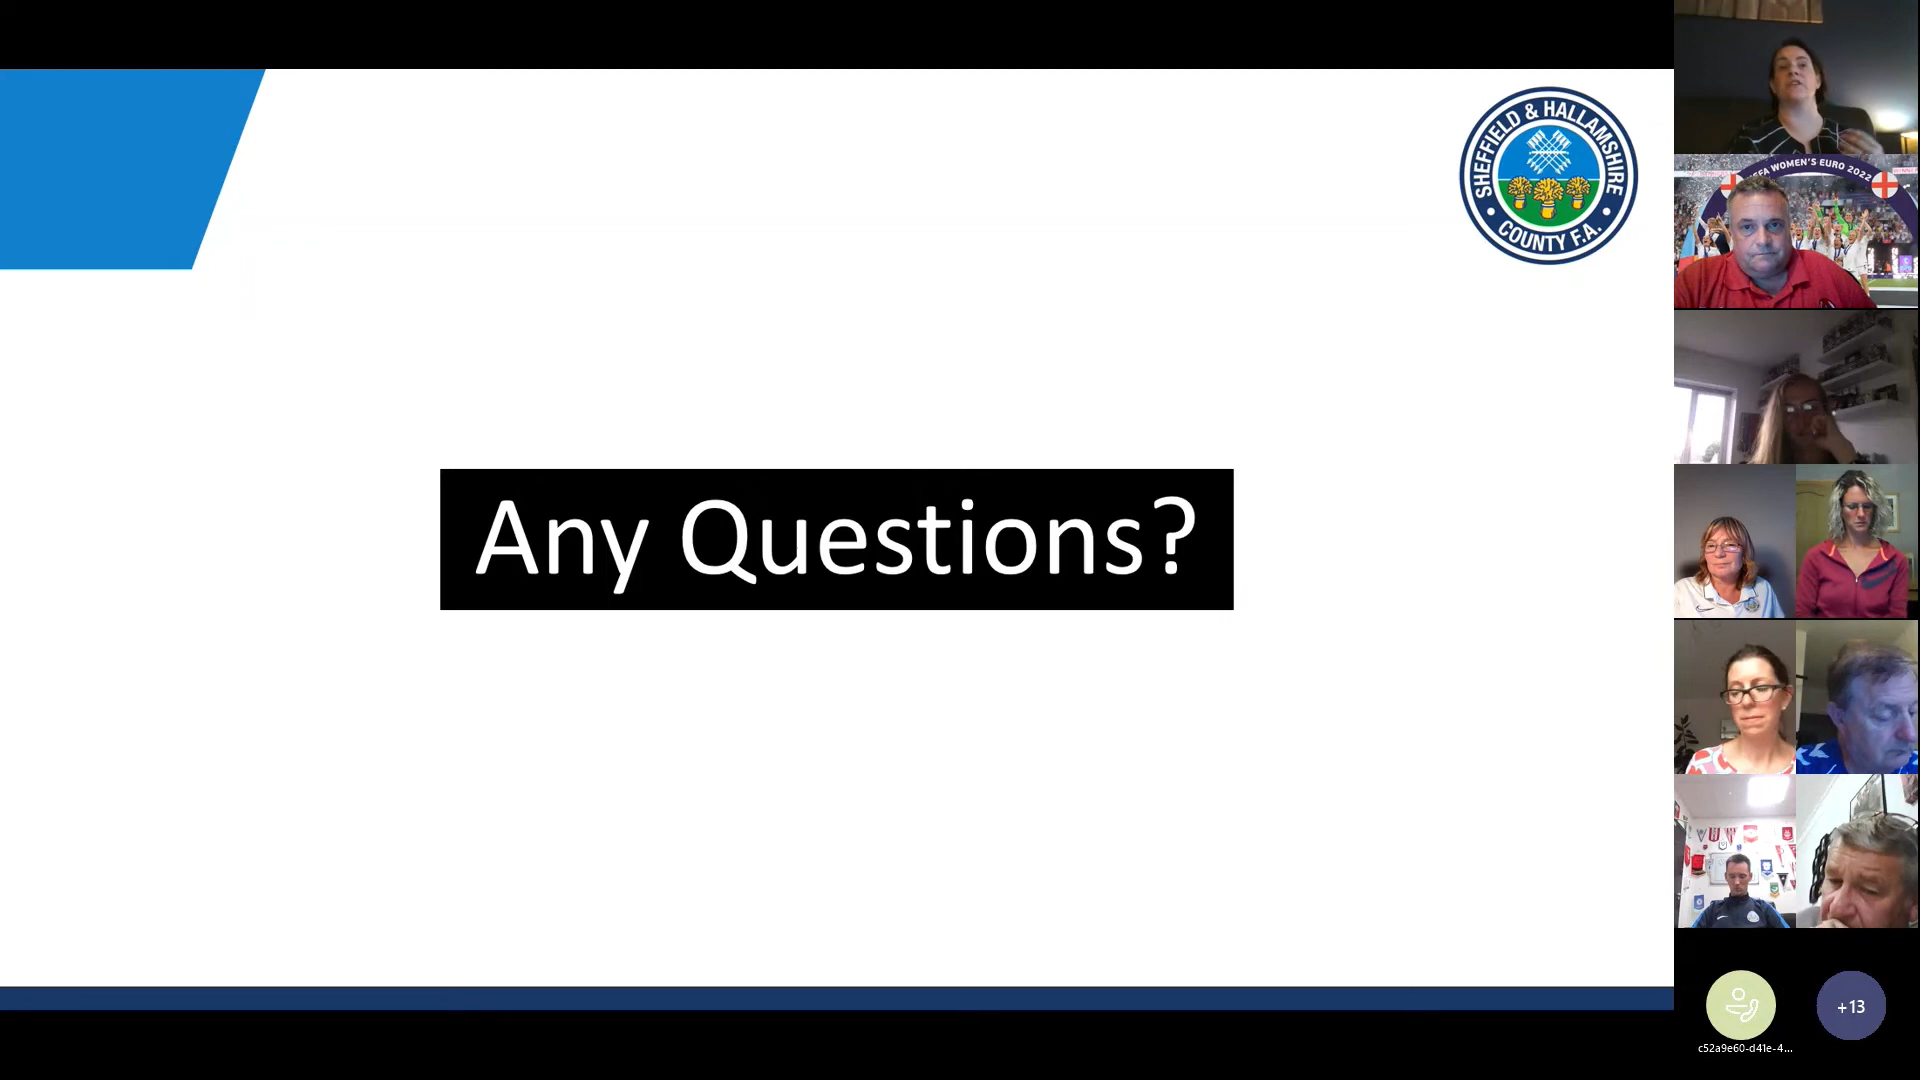 SHEFFIELD & HALLAMSHIRE
COUNTY F.A.
WOMEN'S EURO 2022
Any Questions?
+13
c52a9e60-d41e-4...